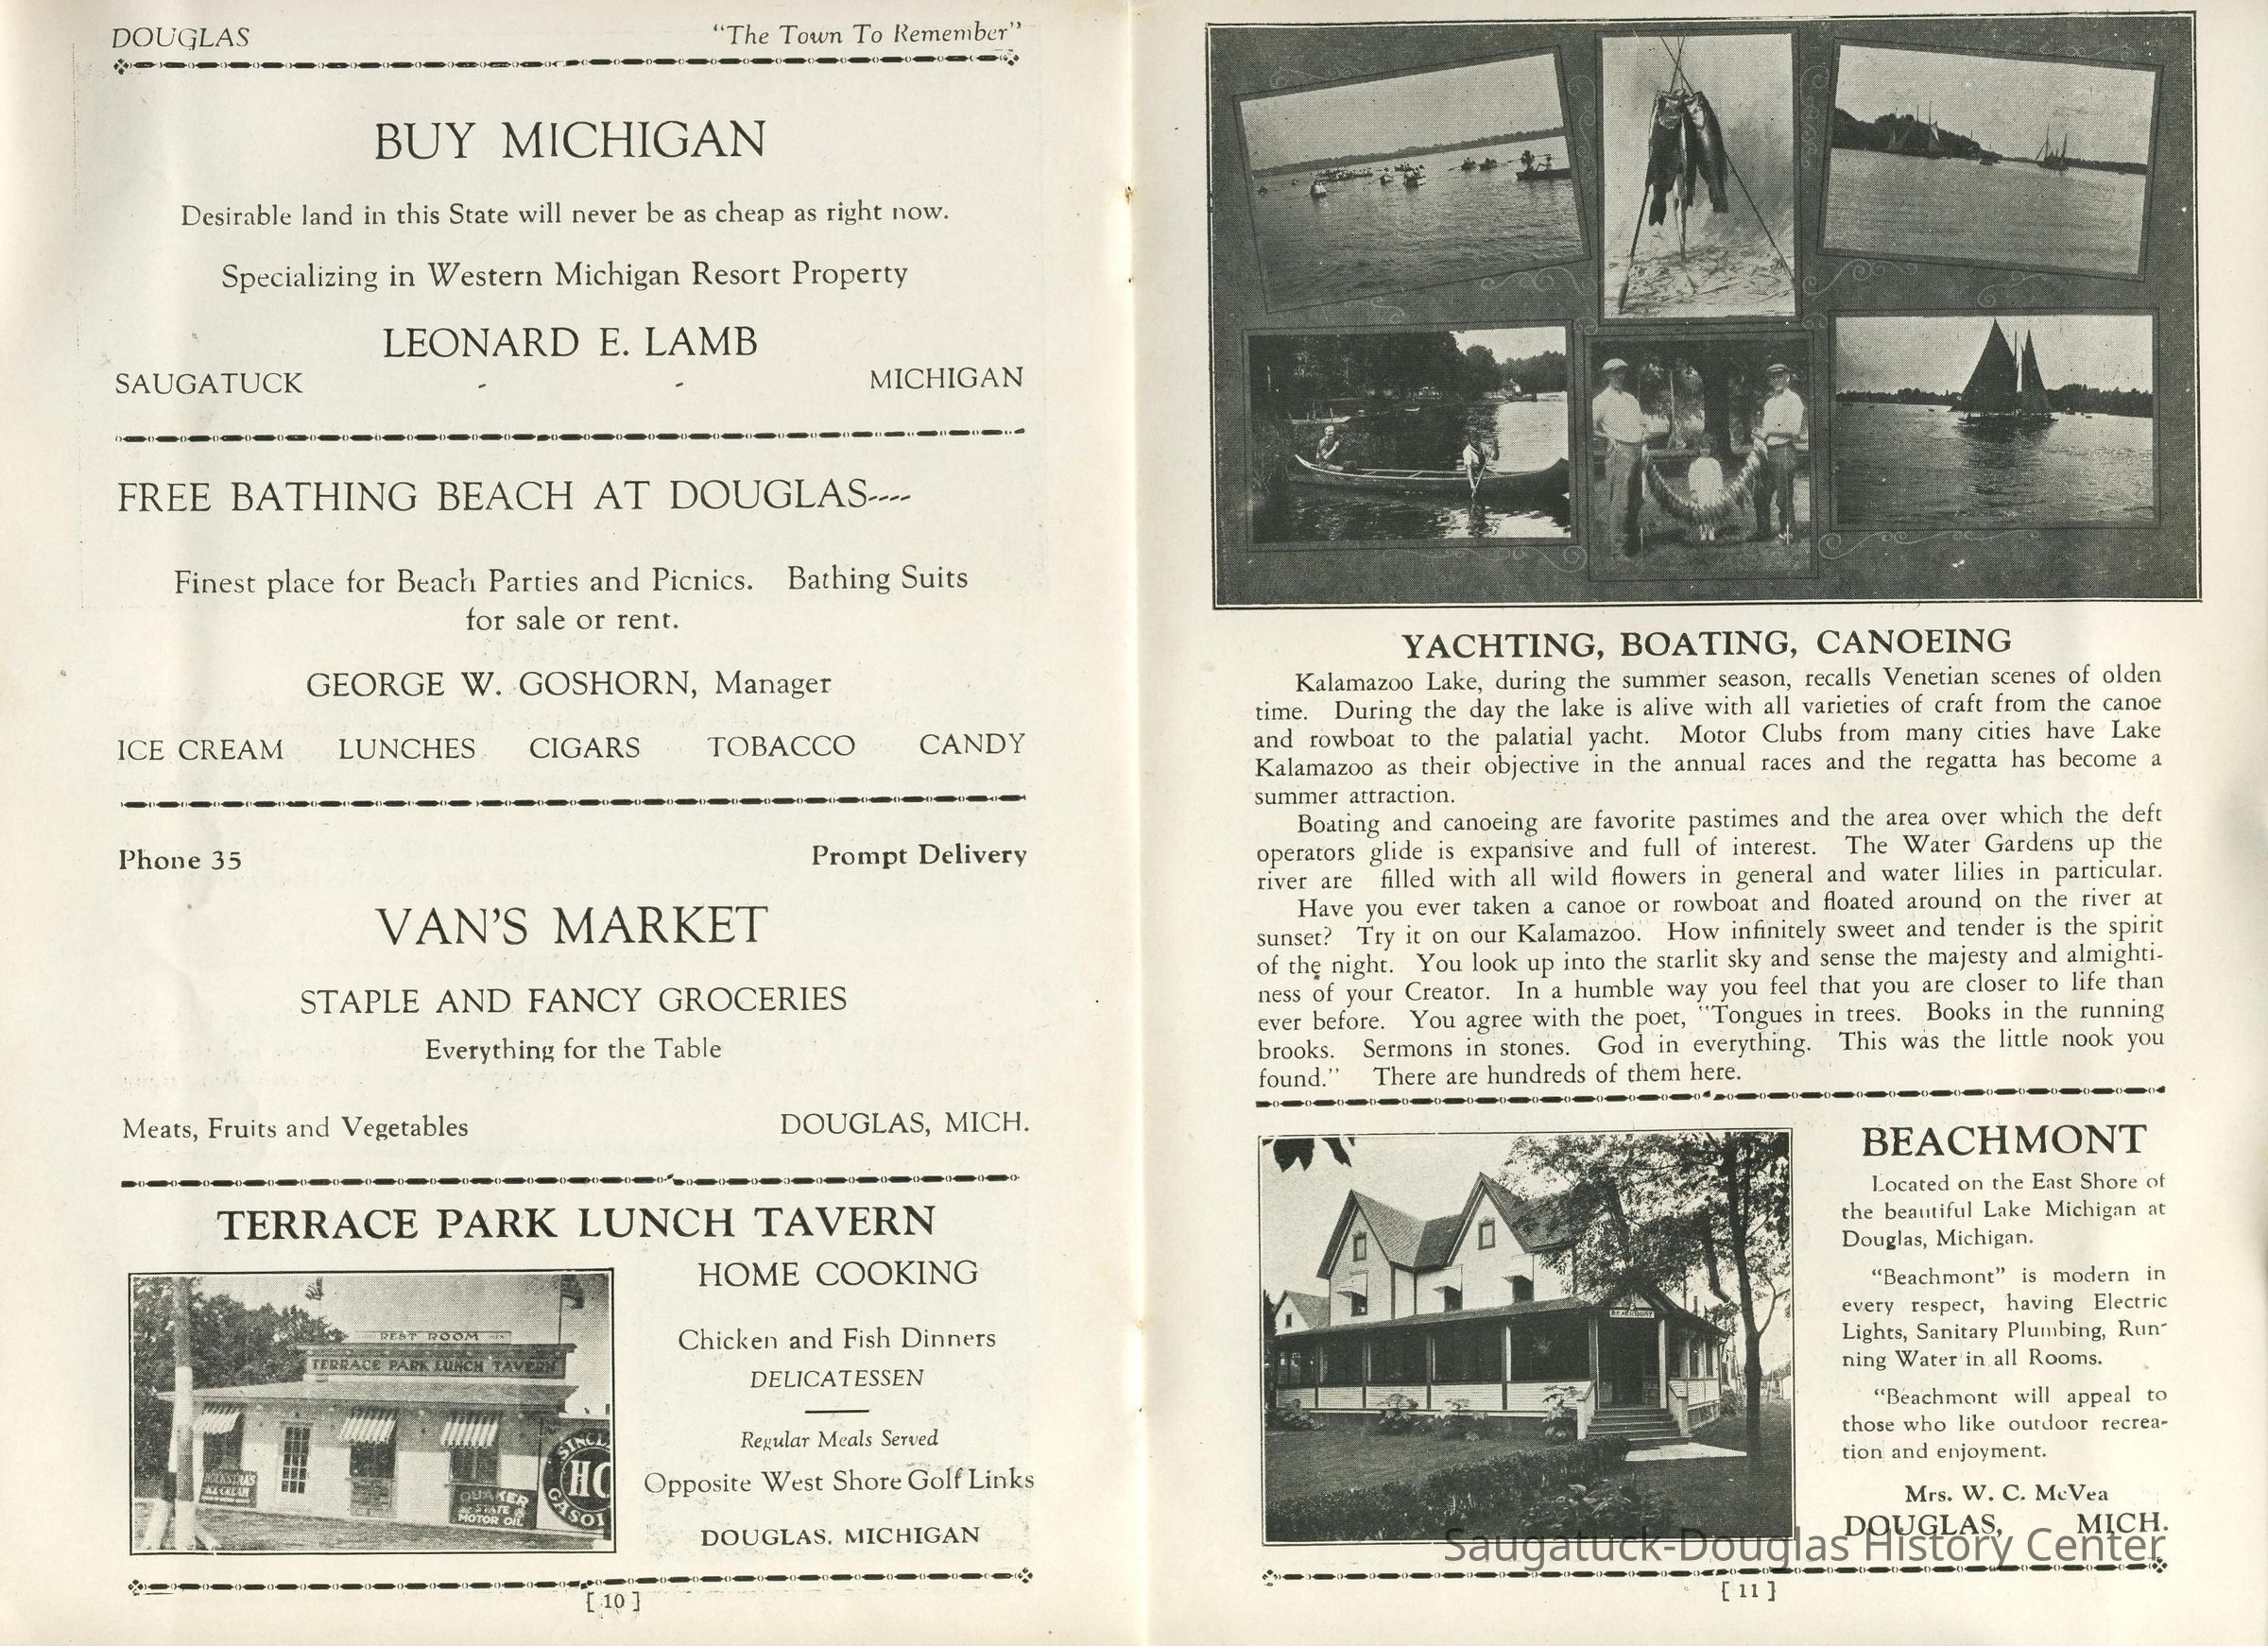 DOUGLAS "The Town To Remember"
BUY MICHIGAN
Desirable land in this State will never be as cheap as right now.
Specializing in Western Michigan Resort Property
LEONARD E. LAMB
SAUGATUCK - - MICHIGAN
FREE BATHING BEACH AT DOUGLAS----
Finest place for Beach Parties and Picnics. Bathing Suits
for sale or rent.
GEORGE W. GOSHORN, Manager
ICE CREAM LUNCHES CIGARS TOBACCO CANDY
Phone 35 Prompt Delivery
VAN'S MARKET
STAPLE AND FANCY GROCERIES
Everything for the Table
Meats, Fruits and Vegetables DOUGLAS, MICH.
TERRACE PARK LUNCH TAVERN
REST ROOM
TERRACE PARK LUNCH TAVERN
QUAKER
STATE
MOTOR OIL
SINCL
HC
GASOL
HOME COOKING
Chicken and Fish Dinners
DELICATESSEN
Regular Meals Served
Opposite West Shore Golf Links
DOUGLAS, MICHIGAN
[ 10 ]
YACHTING, BOATING, CANOEING
Kalamazoo Lake, during the summer season, recalls Venetian scenes of olden
time. During the day the lake is alive with all varieties of craft from the canoe
and rowboat to the palatial yacht. Motor Clubs from many cities have Lake
Kalamazoo as their objective in the annual races and the regatta has become a
summer attraction.
Boating and canoeing are favorite pastimes and the area over which the deft
operators glide is expansive and full of interest. The Water Gardens up the
river are filled with all wild flowers in general and water lilies in particular.
Have you ever taken a canoe or rowboat and floated around on the river at
sunset? Try it on our Kalamazoo. How infinitely sweet and tender is the spirit
of the night. You look up into the starlit sky and sense the majesty and almighti-
ness of your Creator. In a humble way you feel that you are closer to life than
ever before. You agree with the poet, "Tongues in trees. Books in the running
brooks. Sermons in stones. God in everything. This was the little nook you
found." There are hundreds of them here.
BEACHMONT
BEACHMONT
Located on the East Shore of
the beautiful Lake Michigan at
Douglas, Michigan.
"Beachmont" is modern in
every respect, having Electric
Lights, Sanitary Plumbing, Run-
ning Water in all Rooms.
"Beachmont will appeal to
those who like outdoor recrea-
tion and enjoyment.
Mrs. W. C. McVea
DOUGLAS, MICH.
Saugatuck-Douglas History Center
[ 11 ]